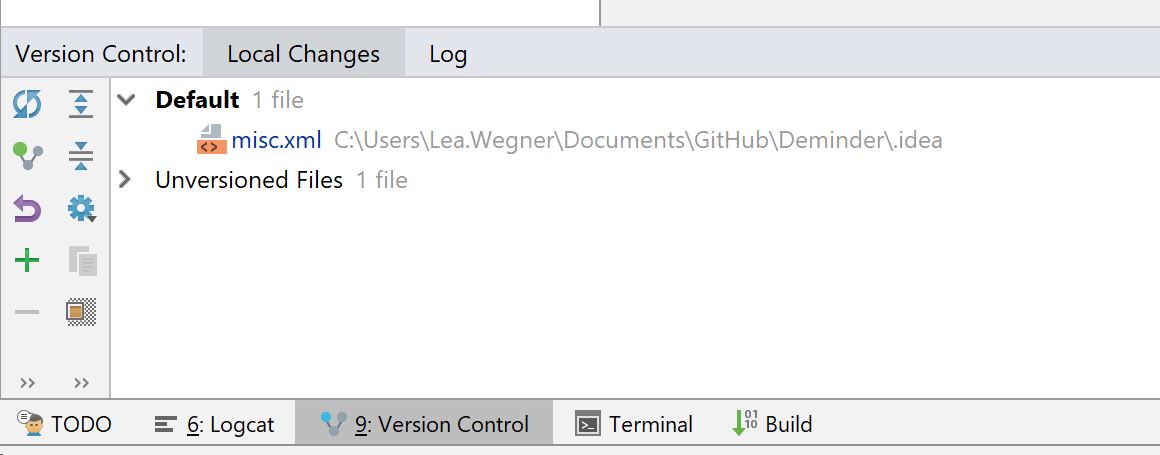 Version Control: Local Changes Log
Default 1 file
misc.xml C:\Users\Lea.Wegner\Documents\GitHub\Deminder\.idea
Unversioned Files 1 file
TODO 6: Logcat 9: Version Control Terminal Build